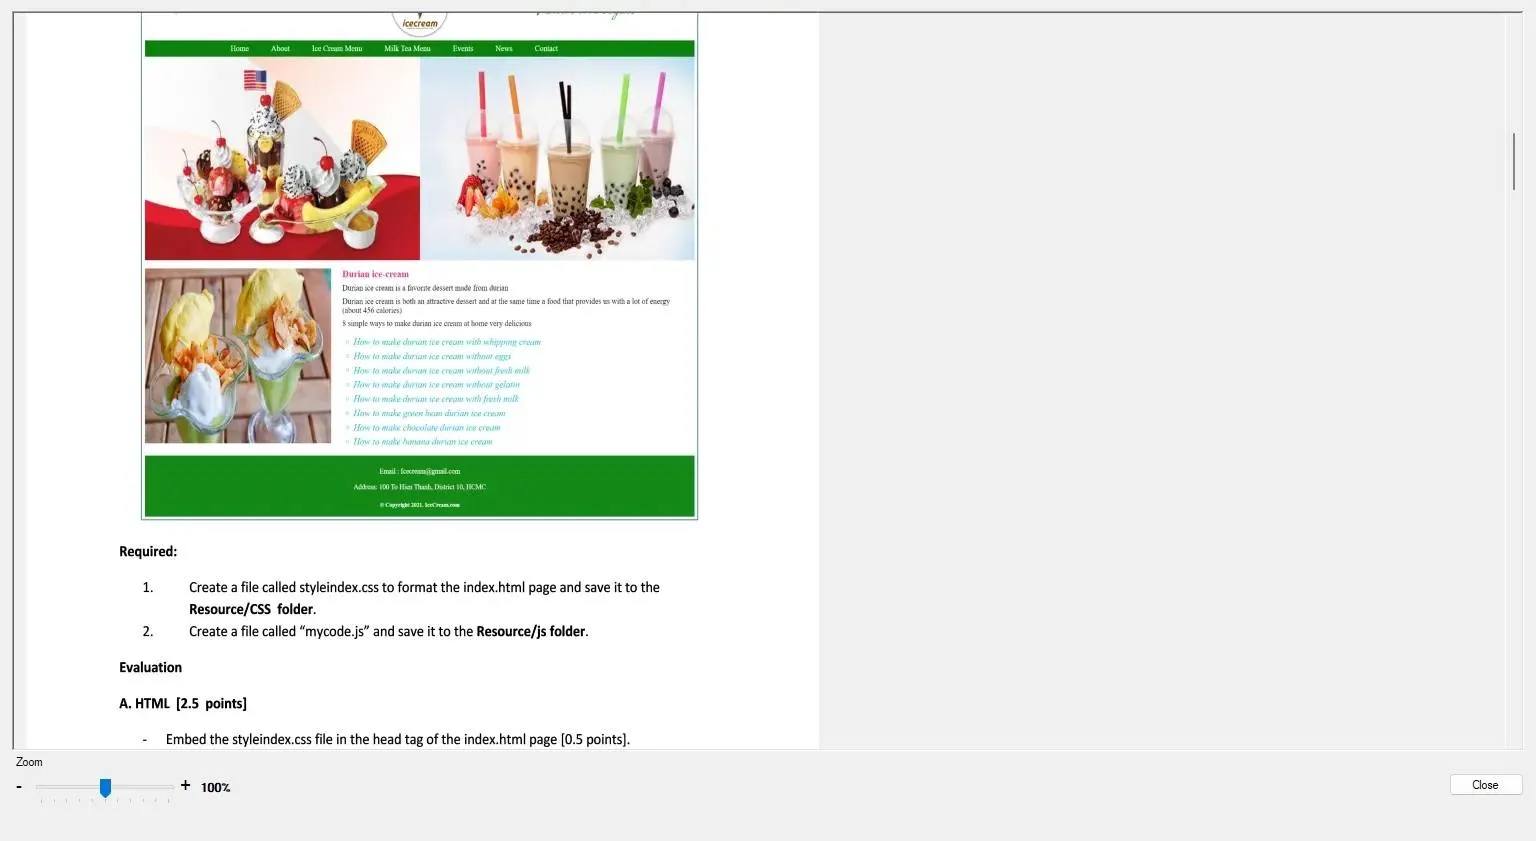 icecream
Home About Ice Cream Menu Milk Tea Menu Events News Contact
Durian ice-cream
Durian ice cream is a favorite dessert made from durian
Durian ice cream is both an attractive dessert and at the same time a food that provides us with a lot of energy
(about 456 calories)
8 simple ways to make durian ice cream at home very delicious
How to make durian ice cream with whipping cream
How to make durian ice cream without eggs
How to make durian ice cream without fresh milk
How to make durian ice cream without gelatin
How to make durian ice cream with fresh milk
How to make green bean durian ice cream
How to make chocolate durian ice cream
How to make banana durian ice cream
Email : Icecream@gmail.com
Address: 100 To Hien Thanh, District 10, HCMC
© Copyright 2021. IceCream.com
Required:
1. Create a file called styleindex.css to format the index.html page and save it to the
Resource/CSS folder.
2. Create a file called “mycode.js” and save it to the Resource/js folder.
Evaluation
A. HTML [2.5 points]
- Embed the styleindex.css file in the head tag of the index.html page [0.5 points].
Zoom
- + 100%
Close